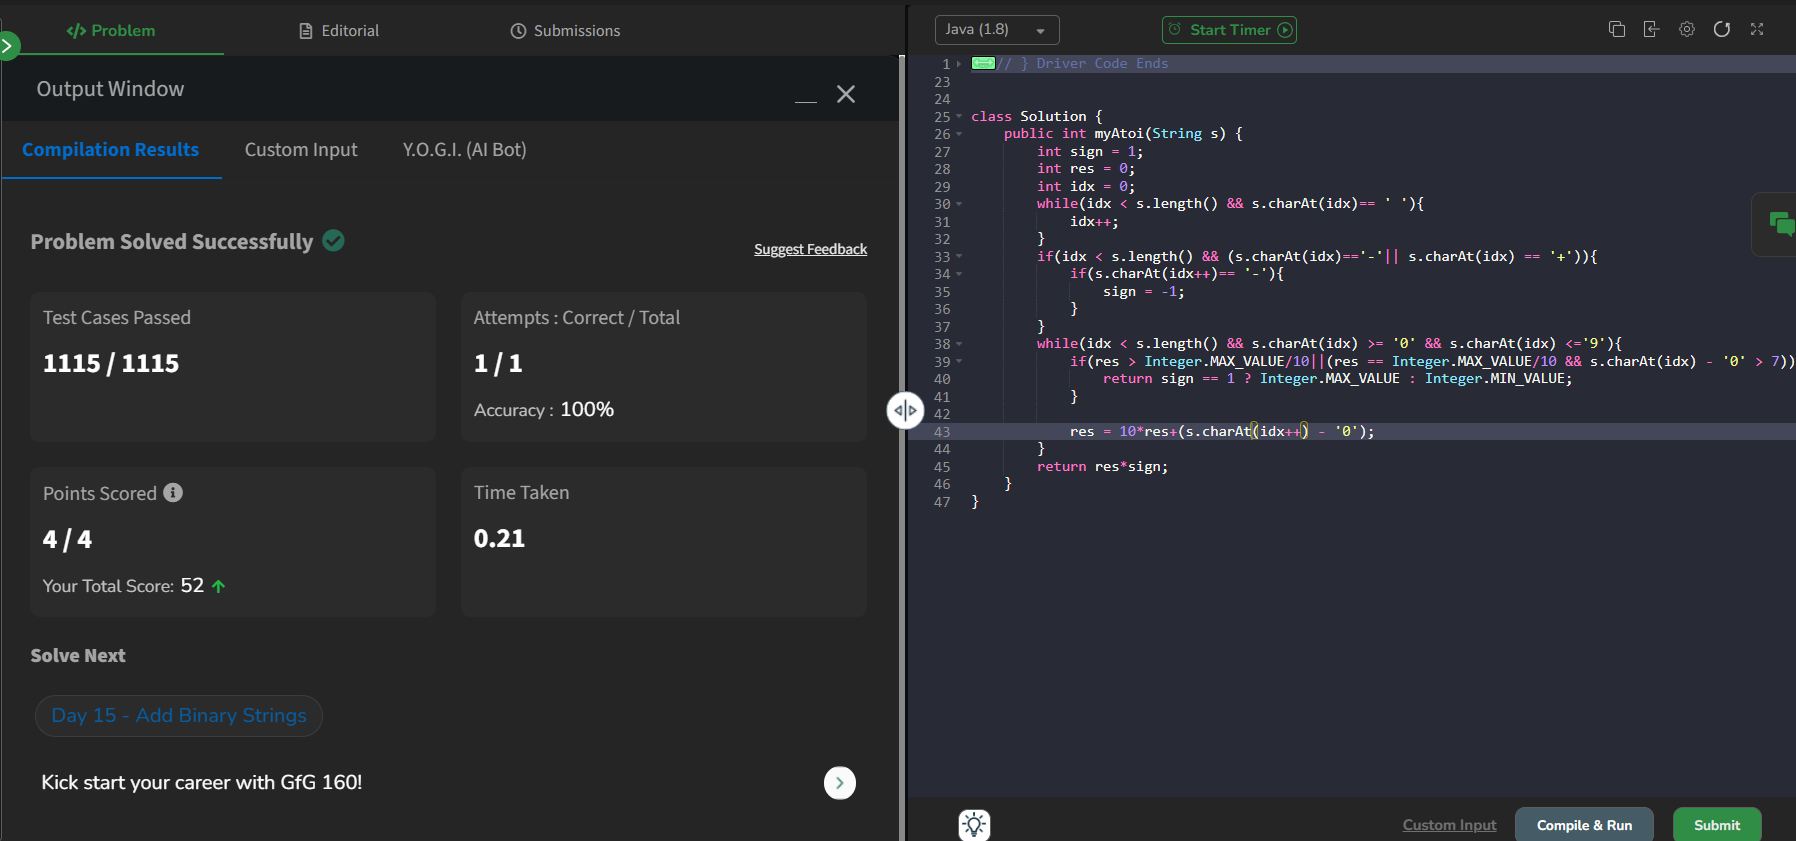 </> Problem
Editorial
Submissions
Output Window
Compilation Results
Custom Input
Y.O.G.I. (AI Bot)
Problem Solved Successfully
Suggest Feedback
Test Cases Passed
1115 / 1115
Attempts : Correct / Total
1 / 1
Accuracy : 100%
Points Scored
4 / 4
Your Total Score: 52
Time Taken
0.21
Solve Next
Day 15 - Add Binary Strings
Kick start your career with GfG 160!
Java (1.8)
Start Timer
1 // } Driver Code Ends
23
24
25 class Solution {
26 public int myAtoi(String s) {
27 int sign = 1;
28 int res = 0;
29 int idx = 0;
30 while(idx < s.length() && s.charAt(idx)== ' '){
31 idx++;
32 }
33 if(idx < s.length() && (s.charAt(idx)=='-'|| s.charAt(idx) == '+')){
34 if(s.charAt(idx++)== '-'){
35 sign = -1;
36 }
37 }
38 while(idx < s.length() && s.charAt(idx) >= '0' && s.charAt(idx) <='9'){
39 if(res > Integer.MAX_VALUE/10||(res == Integer.MAX_VALUE/10 && s.charAt(idx) - '0' > 7))
40 return sign == 1 ? Integer.MAX_VALUE : Integer.MIN_VALUE;
41 }
42
43 res = 10*res+(s.charAt(idx++) - '0');
44 }
45 return res*sign;
46 }
47 }
Custom Input
Compile & Run
Submit